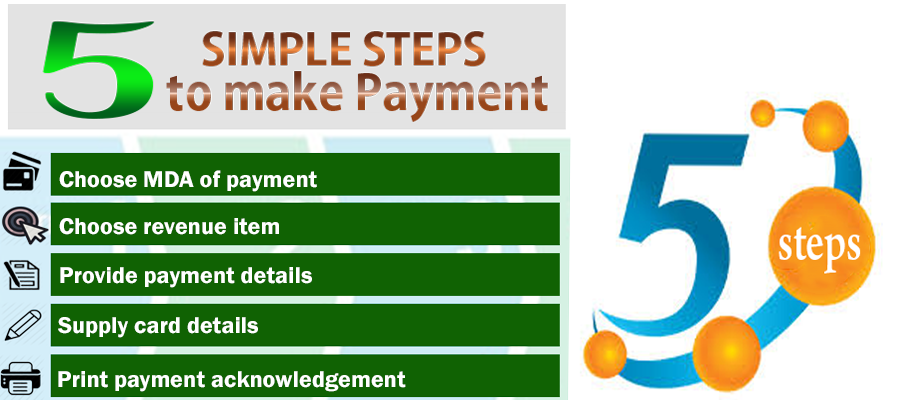 5 SIMPLE STEPS
to make Payment
Choose MDA of payment
Choose revenue item
Provide payment details
Supply card details
Print payment acknowledgement
5
steps